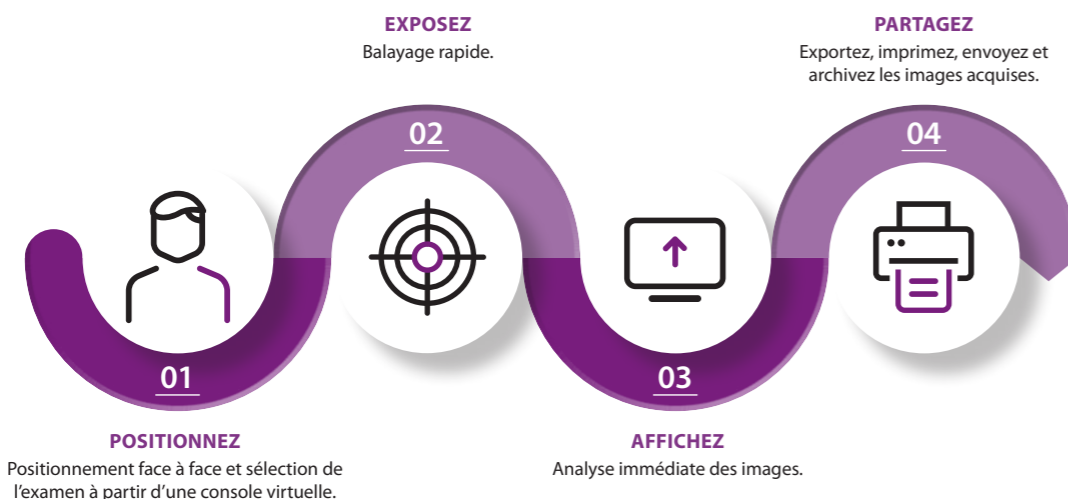 EXPOSEZ
Balayage rapide.
PARTAGEZ
Exportez, imprimez, envoyez et
archivez les images acquises.
02
04
01
03
POSITIONNEZ
Positionnement face à face et sélection de
l'examen à partir d'une console virtuelle.
AFFICHEZ
Analyse immédiate des images.